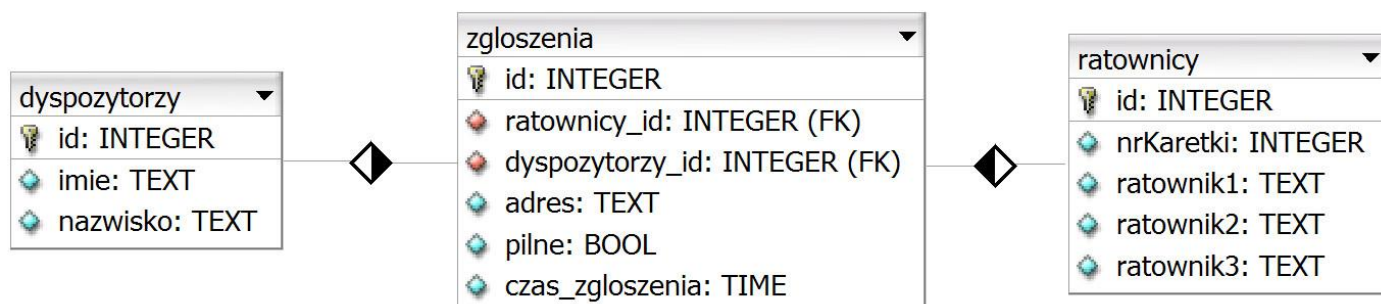 dyspozytorzy
id: INTEGER
imie: TEXT
nazwisko: TEXT
zgloszenia
id: INTEGER
ratownicy_id: INTEGER (FK)
dyspozytorzy_id: INTEGER (FK)
adres: TEXT
pilne: BOOL
czas_zgloszenia: TIME
ratownicy
id: INTEGER
nrKaretki: INTEGER
ratownik1: TEXT
ratownik2: TEXT
ratownik3: TEXT